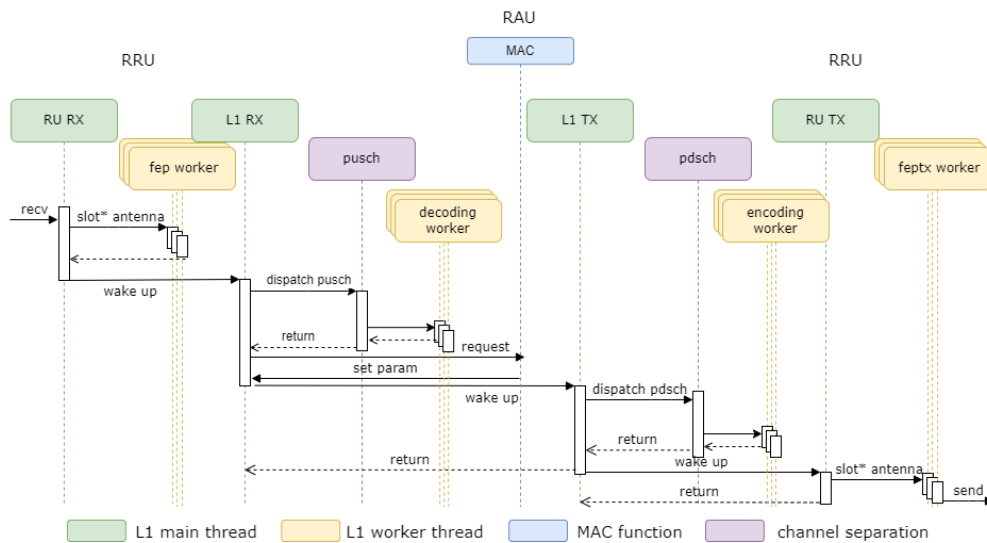 RAU
MAC
RRU
RRU
RU RX
L1 RX
L1 TX
RU TX
fep worker
pusch
pdsch
feptx worker
decoding
worker
encoding
worker
recv
slot* antenna
wake up
dispatch pusch
return
request
set param
wake up
dispatch pdsch
return
return
wake up
slot* antenna
return
send
L1 main thread
L1 worker thread
MAC function
channel separation